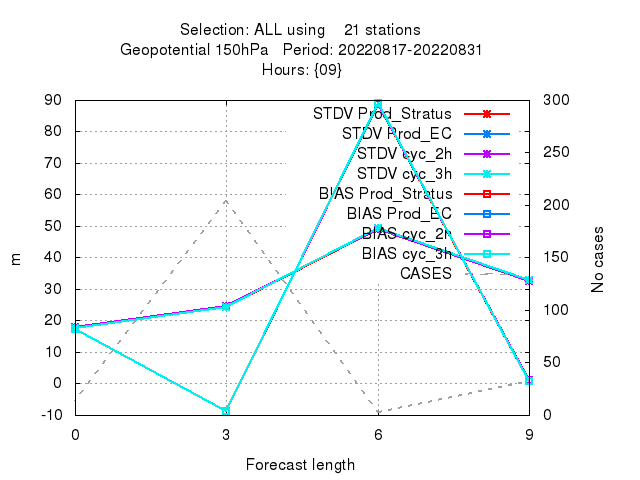 Selection: ALL using 21 stations
Geopotential 150hPa Period: 20220817-20220831
Hours: {09}
90
80
70
60
50
40
30
20
10
0
-10
m
STDV Prod_Stratus
STDV Prod_EC
STDV cyc_2h
STDV cyc_3h
BIAS Prod_Stratus
BIAS Prod_EC
BIAS cyc_2h
BIAS cyc_3h
CASES
300
250
200
150
100
50
0
No cases
0 3 6 9
Forecast length